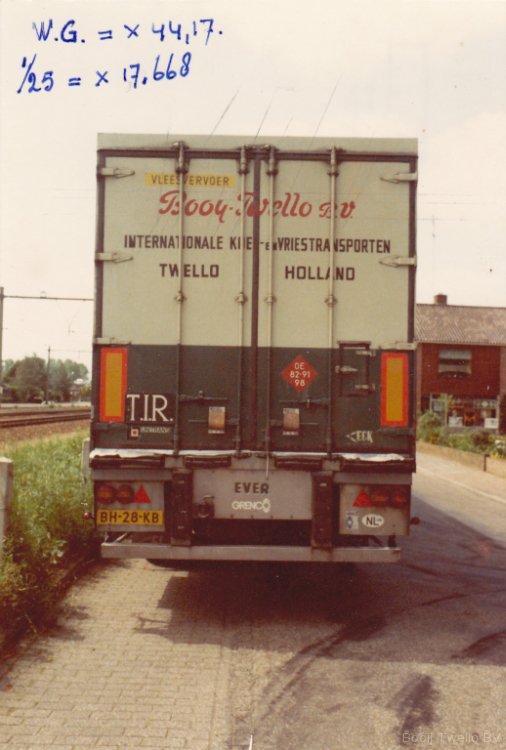 W.G. = x 44,17.
1/25 = x 17.668
VLEESVERVOER
Booy-Twello B.V.
INTERNATIONALE KOEL- EN VRIESTRANSPORTEN
TWELLO HOLLAND
DE
82-91
98
T.I.R.
EVER
GRENCO
BH-28-KB
NL
Booij Twello BV